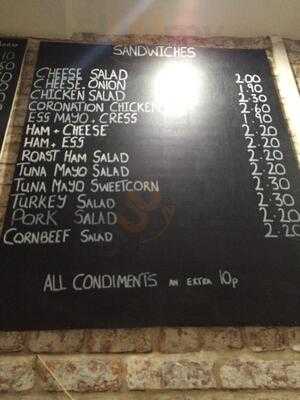 SANDWICHES
CHEESE SALAD 2.00
CHEESE. ONION 1.90
CHICKEN SALAD 2.30
CORONATION CHICKEN 2.60
EGG MAYO + CRESS 1.90
HAM + CHEESE 2.20
HAM + EGG 2.20
ROAST HAM SALAD 2.20
TUNA MAYO SALAD 2.20
TUNA MAYO SWEETCORN 2.30
TURKEY SALAD 2.30
PORK SALAD 2.20
CORNBEEF SALAD 2.20
ALL CONDIMENTS AN EXTRA 10p